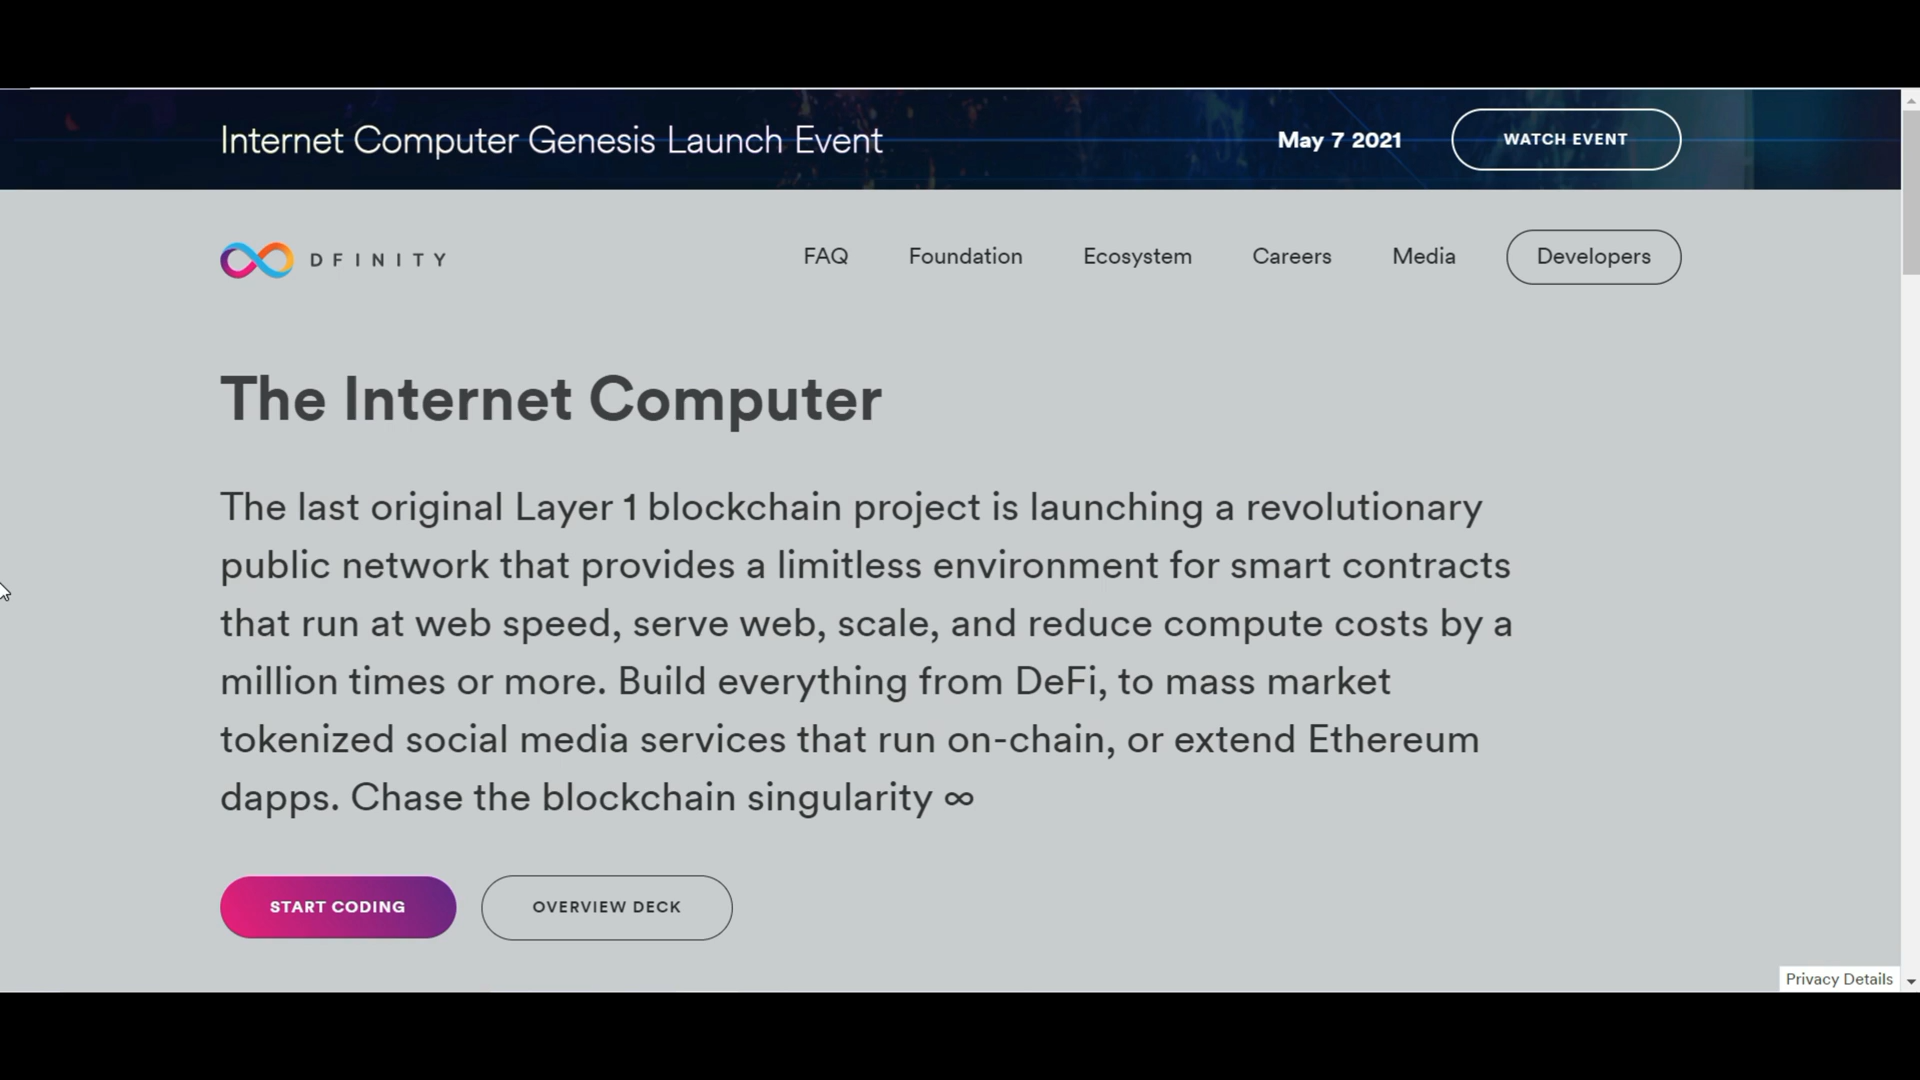 Internet Computer Genesis Launch Event May 7 2021 WATCH EVENT
DFINITY FAQ Foundation Ecosystem Careers Media Developers
The Internet Computer
The last original Layer 1 blockchain project is launching a revolutionary
public network that provides a limitless environment for smart contracts
that run at web speed, serve web, scale, and reduce compute costs by a
million times or more. Build everything from DeFi, to mass market
tokenized social media services that run on-chain, or extend Ethereum
dapps. Chase the blockchain singularity ∞
START CODING OVERVIEW DECK
Privacy Details